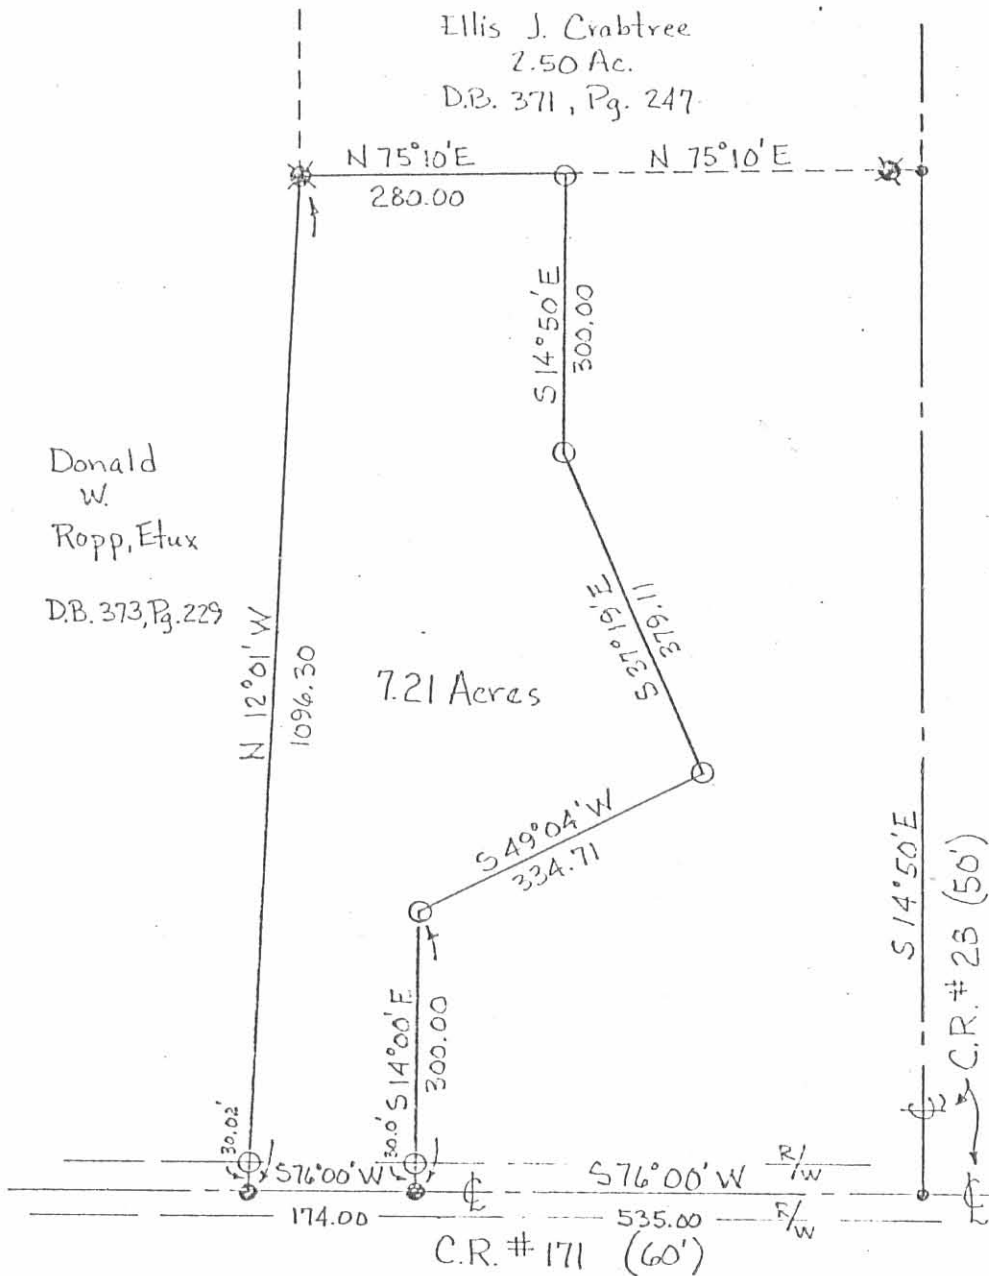 Ellis J. Crabtree
2.50 Ac.
D.B. 371, Pg. 247
N 75°10'E
280.00
N 75°10'E
S 14°50'E
300.00
Donald
W.
Ropp, Etux
D.B. 373, Pg. 229
S 37°19'E
379.11
N 12°01'W
1096.30
7.21 Acres
S 49°04'W
334.71
S 14°50'E
C.R. # 23 (50')
S 14°00'E
300.00
30.02'
30.0'
S 76°00'W
S 76°00'W
R/W
174.00
535.00
R/W
C.R. # 171 (60')